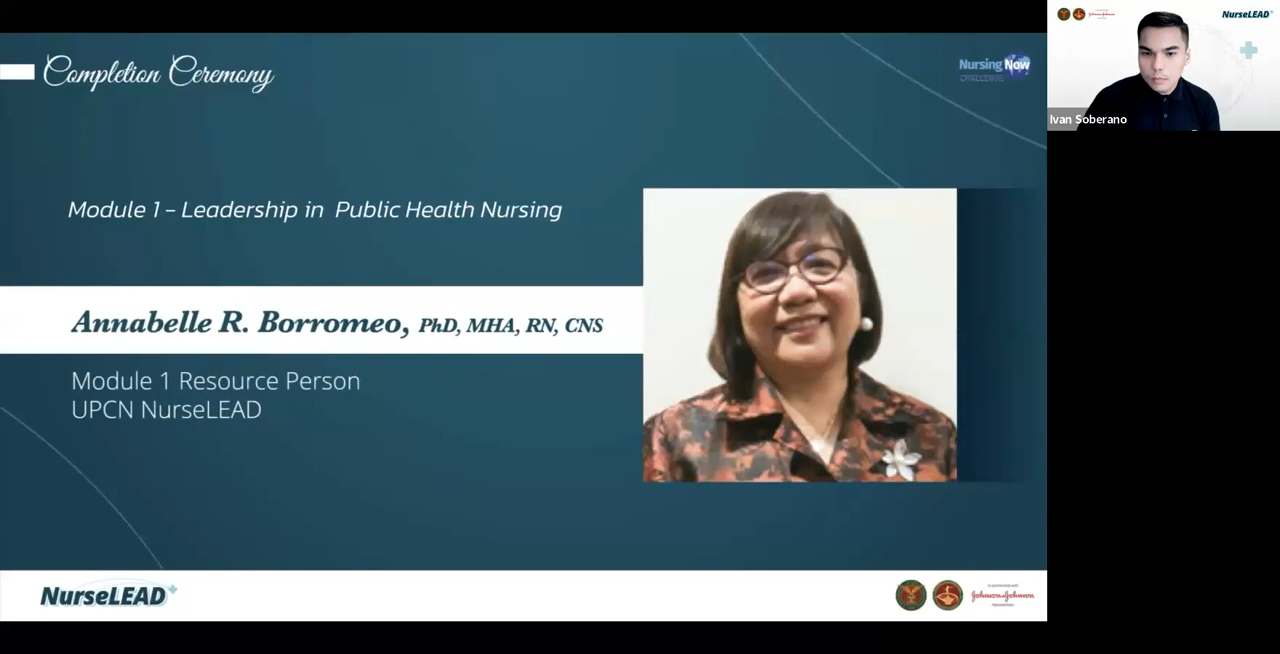 Completion Ceremony
Nursing Now
CHALLENGE
Module 1 - Leadership in Public Health Nursing
Annabelle R. Borromeo, PhD, MHA, RN, CNS
Module 1 Resource Person
UPCN NurseLEAD
NurseLEAD
Johnson & Johnson
NurseLEAD
Ivan Soberano